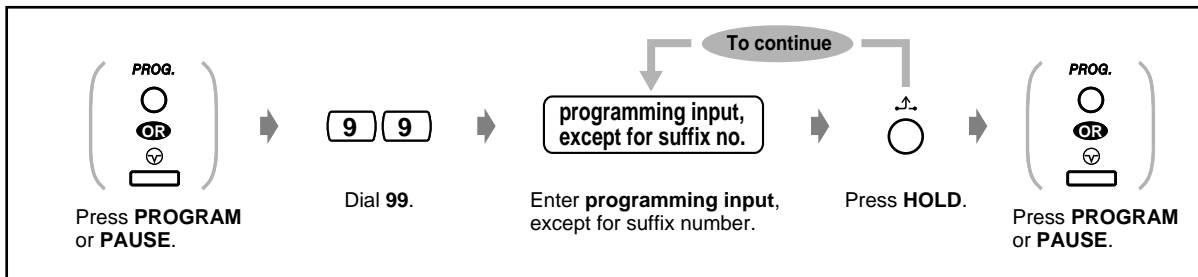 To continue
PROG.
OR
Press PROGRAM
or PAUSE.
9 9
Dial 99.
programming input,
except for suffix no.
Enter programming input,
except for suffix number.
Press HOLD.
PROG.
OR
Press PROGRAM
or PAUSE.